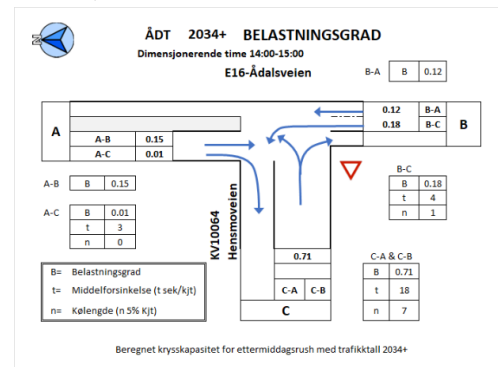 ÅDT 2034+ BELASTNINGSGRAD
Dimensjonerende time 14:00-15:00
E16-Ådalsveien
B-A B 0.12
N
A
0.12 B-A
0.18 B-C
B
A-B 0.15
A-C 0.01
A-B B 0.15
A-C B 0.01
t 3
n 0
B-C
B 0.18
t 4
n 1
KV10064
Hensmoveien
0.71
C-A C-B
C
C-A & C-B
B 0.71
t 18
n 7
B= Belastningsgrad
t= Middelforsinkelse (t sek/kjt)
n= Kølengde (n 5% Kjt)
Beregnet krysskapasitet for ettermiddagsrush med trafikktall 2034+